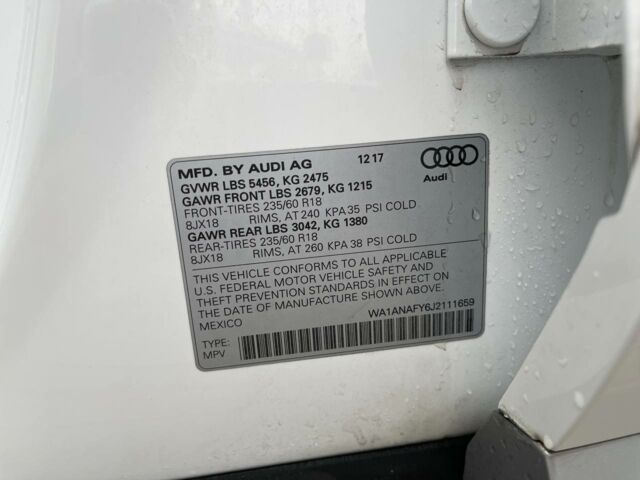 MFD. BY AUDI AG 12 17
GVWR LBS 5456, KG 2475
GAWR FRONT LBS 2679, KG 1215
FRONT-TIRES 235/60 R18
8JX18 RIMS, AT 240 KPA 35 PSI COLD
GAWR REAR LBS 3042, KG 1380
REAR-TIRES 235/60 R18
8JX18 RIMS, AT 260 KPA 38 PSI COLD
Audi
THIS VEHICLE CONFORMS TO ALL APPLICABLE
U.S. FEDERAL MOTOR VEHICLE SAFETY AND
THEFT PREVENTION STANDARDS IN EFFECT ON
THE DATE OF MANUFACTURE SHOWN ABOVE.
MEXICO WA1ANAFY6J2111659
TYPE:
MPV